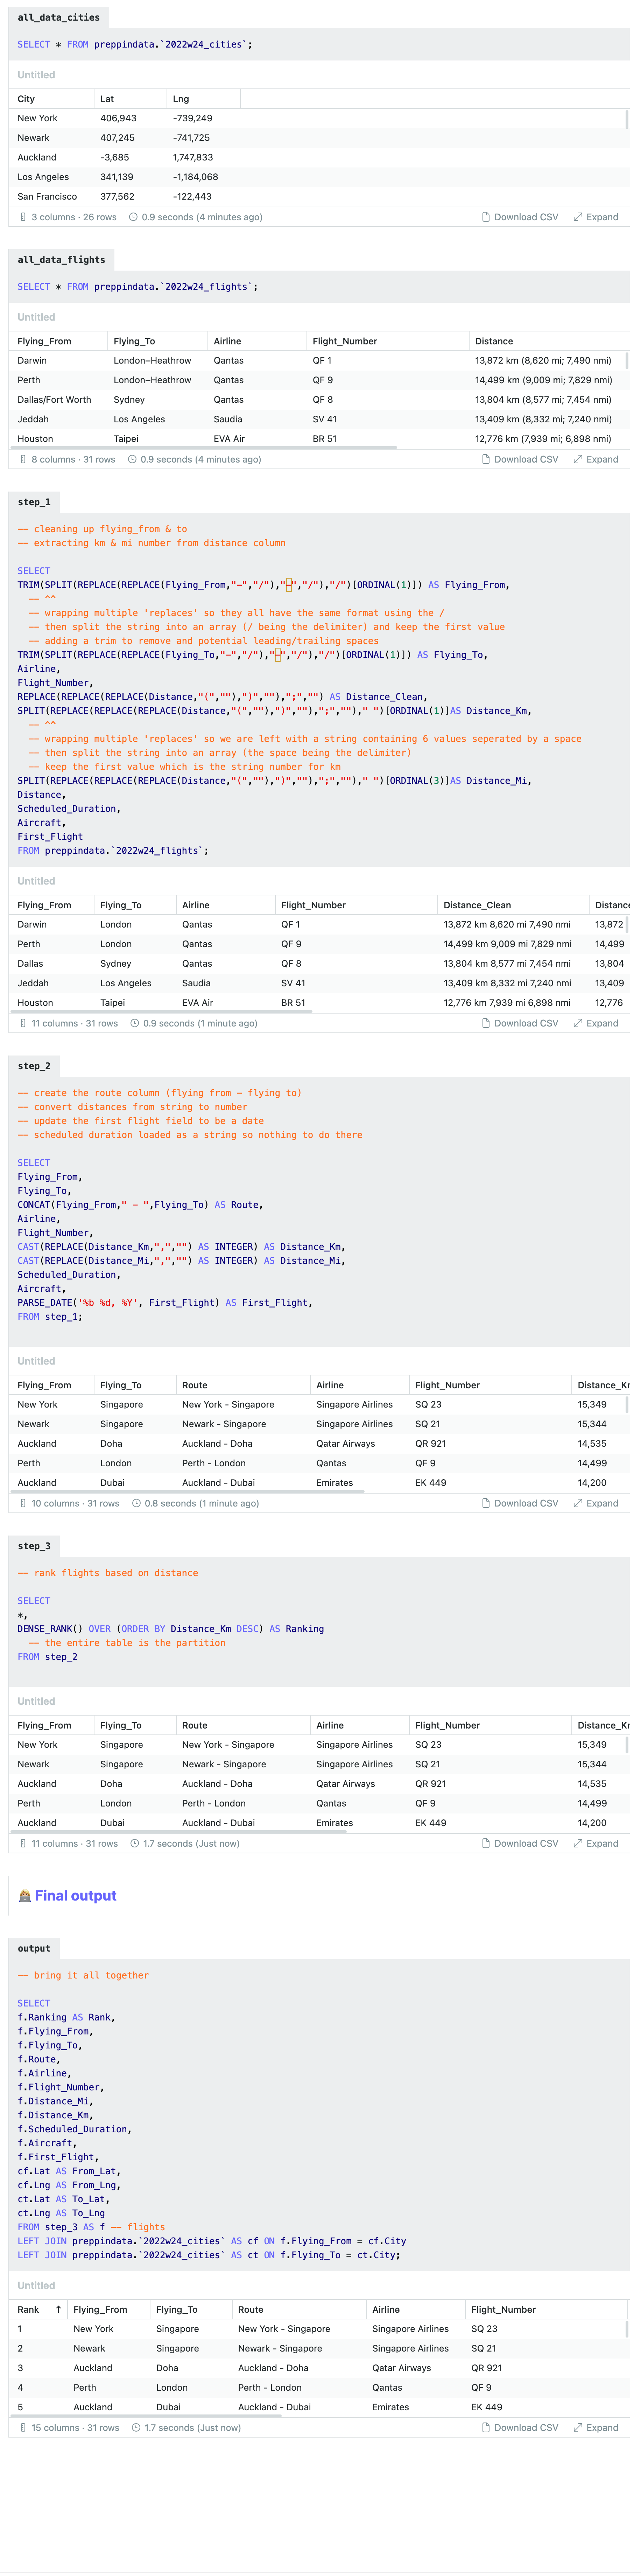 all_data_cities
SELECT * FROM preppindata.`2022w24_cities`;
Untitled
City Lat Lng
New York 406,943 -739,249
Newark 407,245 -741,725
Auckland -3,685 1,747,833
Los Angeles 341,139 -1,184,068
San Francisco 377,562 -122,443
3 columns · 26 rows 0.9 seconds (4 minutes ago) Download CSV Expand
all_data_flights
SELECT * FROM preppindata.`2022w24_flights`;
Untitled
Flying_From Flying_To Airline Flight_Number Distance
Darwin London–Heathrow Qantas QF 1 13,872 km (8,620 mi; 7,490 nmi)
Perth London–Heathrow Qantas QF 9 14,499 km (9,009 mi; 7,829 nmi)
Dallas/Fort Worth Sydney Qantas QF 8 13,804 km (8,577 mi; 7,454 nmi)
Jeddah Los Angeles Saudia SV 41 13,409 km (8,332 mi; 7,240 nmi)
Houston Taipei EVA Air BR 51 12,776 km (7,939 mi; 6,898 nmi)
8 columns · 31 rows 0.9 seconds (4 minutes ago) Download CSV Expand
step_1
-- cleaning up flying_from & to
-- extracting km & mi number from distance column
SELECT
TRIM(SPLIT(REPLACE(REPLACE(Flying_From,"-","/"),"–","/"),"/")[ORDINAL(1)]) AS Flying_From,
-- ^^
-- wrapping multiple 'replaces' so they all have the same format using the /
-- then split the string into an array (/ being the delimiter) and keep the first value
-- adding a trim to remove and potential leading/trailing spaces
TRIM(SPLIT(REPLACE(REPLACE(Flying_To,"-","/"),"–","/"),"/")[ORDINAL(1)]) AS Flying_To,
Airline,
Flight_Number,
REPLACE(REPLACE(REPLACE(Distance,"(",""),")",""),";","") AS Distance_Clean,
SPLIT(REPLACE(REPLACE(REPLACE(Distance,"(",""),")",""),";","")," ")[ORDINAL(1)]AS Distance_Km,
-- ^^
-- wrapping multiple 'replaces' so we are left with a string containing 6 values seperated by a space
-- then split the string into an array (the space being the delimiter)
-- keep the first value which is the string number for km
SPLIT(REPLACE(REPLACE(REPLACE(Distance,"(",""),")",""),";","")," ")[ORDINAL(3)]AS Distance_Mi,
Distance,
Scheduled_Duration,
Aircraft,
First_Flight
FROM preppindata.`2022w24_flights`;
Untitled
Flying_From Flying_To Airline Flight_Number Distance_Clean Distanc
Darwin London Qantas QF 1 13,872 km 8,620 mi 7,490 nmi 13,872
Perth London Qantas QF 9 14,499 km 9,009 mi 7,829 nmi 14,499
Dallas Sydney Qantas QF 8 13,804 km 8,577 mi 7,454 nmi 13,804
Jeddah Los Angeles Saudia SV 41 13,409 km 8,332 mi 7,240 nmi 13,409
Houston Taipei EVA Air BR 51 12,776 km 7,939 mi 6,898 nmi 12,776
11 columns · 31 rows 0.9 seconds (1 minute ago) Download CSV Expand
step_2
-- create the route column (flying from - flying to)
-- convert distances from string to number
-- update the first flight field to be a date
-- scheduled duration loaded as a string so nothing to do there
SELECT
Flying_From,
Flying_To,
CONCAT(Flying_From," - ",Flying_To) AS Route,
Airline,
Flight_Number,
CAST(REPLACE(Distance_Km,",","") AS INTEGER) AS Distance_Km,
CAST(REPLACE(Distance_Mi,",","") AS INTEGER) AS Distance_Mi,
Scheduled_Duration,
Aircraft,
PARSE_DATE('%b %d, %Y', First_Flight) AS First_Flight,
FROM step_1;
Untitled
Flying_From Flying_To Route Airline Flight_Number Distance_Kr
New York Singapore New York - Singapore Singapore Airlines SQ 23 15,349
Newark Singapore Newark - Singapore Singapore Airlines SQ 21 15,344
Auckland Doha Auckland - Doha Qatar Airways QR 921 14,535
Perth London Perth - London Qantas QF 9 14,499
Auckland Dubai Auckland - Dubai Emirates EK 449 14,200
10 columns · 31 rows 0.8 seconds (1 minute ago) Download CSV Expand
step_3
-- rank flights based on distance
SELECT
*,
DENSE_RANK() OVER (ORDER BY Distance_Km DESC) AS Ranking
-- the entire table is the partition
FROM step_2
Untitled
Flying_From Flying_To Route Airline Flight_Number Distance_Kr
New York Singapore New York - Singapore Singapore Airlines SQ 23 15,349
Newark Singapore Newark - Singapore Singapore Airlines SQ 21 15,344
Auckland Doha Auckland - Doha Qatar Airways QR 921 14,535
Perth London Perth - London Qantas QF 9 14,499
Auckland Dubai Auckland - Dubai Emirates EK 449 14,200
11 columns · 31 rows 1.7 seconds (Just now) Download CSV Expand
Final output
output
-- bring it all together
SELECT
f.Ranking AS Rank,
f.Flying_From,
f.Flying_To,
f.Route,
f.Airline,
f.Flight_Number,
f.Distance_Mi,
f.Distance_Km,
f.Scheduled_Duration,
f.Aircraft,
f.First_Flight,
cf.Lat AS From_Lat,
cf.Lng AS From_Lng,
ct.Lat AS To_Lat,
ct.Lng AS To_Lng
FROM step_3 AS f -- flights
LEFT JOIN preppindata.`2022w24_cities` AS cf ON f.Flying_From = cf.City
LEFT JOIN preppindata.`2022w24_cities` AS ct ON f.Flying_To = ct.City;
Untitled
Rank ↑ Flying_From Flying_To Route Airline Flight_Number
1 New York Singapore New York - Singapore Singapore Airlines SQ 23
2 Newark Singapore Newark - Singapore Singapore Airlines SQ 21
3 Auckland Doha Auckland - Doha Qatar Airways QR 921
4 Perth London Perth - London Qantas QF 9
5 Auckland Dubai Auckland - Dubai Emirates EK 449
15 columns · 31 rows 1.7 seconds (Just now) Download CSV Expand